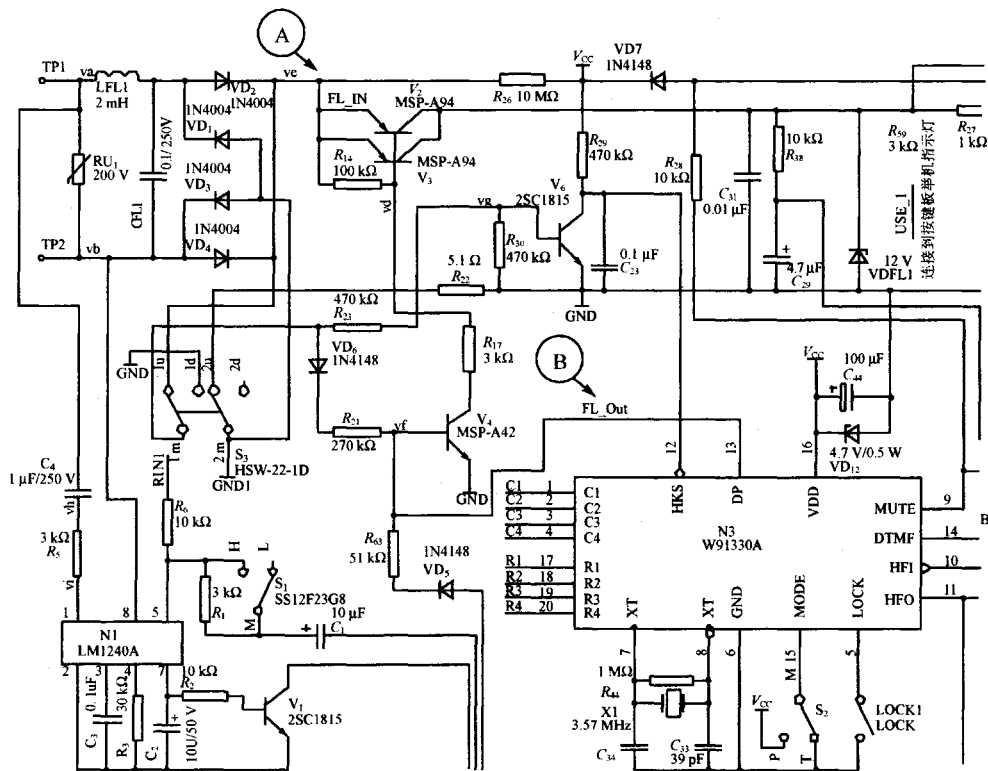 A
TP1
va
LFL1
2 mH
VD2
1N4004
1N4004
VD1
1N4004
VD3
1N4004
VD4
ve
FL_IN
V2
MSP-A94
MSP-A94
V3
R14
100 kΩ
vd
R26 10 MΩ
VCC
VD7
1N4148
R29
470 kΩ
R28
10 kΩ
10 kΩ
R38
R59
3 kΩ
R27
1 kΩ
C31
0.01 μF
USE_1
连接到按键板举机指示灯
RU1
200 V
0.1/ 250V
CFL1
TP2
vb
vg
V6
2SC1815
R30
470 kΩ
0.1 μF
C23
4.7 μF
C29
12 V
VDFL1
5.1 Ω
R22
GND
470 kΩ
R23
VD6
1N4148
R17
3 kΩ
B
FL_Out
VCC
100 μF
C44
4.7 V/0.5 W
VD12
GND
1u
1d
2u
2d
1 m
2 m
S3
HSW-22-1D
GND1
R21
270 kΩ
vf
V4
MSP-A42
GND
C4
1 μF/250 V
vh
RIN1
R6
10 kΩ
3 kΩ
R5
vi
H
L
S1
SS12F23G8
M
3 kΩ
R1
10 μF
C1
R63
51 kΩ
1N4148
VD5
12
13
16
HKS
DP
VDD
C1 1 C1
C2 2 C2
C3 3 C3
C4 4 C4
R1 17 R1
R2 18 R2
R3 19 R3
R4 20 R4
N3
W91330A
MUTE 9
DTMF 14
HFI 10
HFO 11
B
XT
XT
GND
MODE
LOCK
7
8
6
M 15
5
1
8
5
N1
LM1240A
2
3
4
7
0.1uF
C3
30 kΩ
R3
C2
10U/50 V
10 kΩ
R2
V1
2SC1815
1 MΩ
R44
X1
3.57 MHz
C34
C33
39 pF
VCC
P
T
S2
LOCK1
LOCK